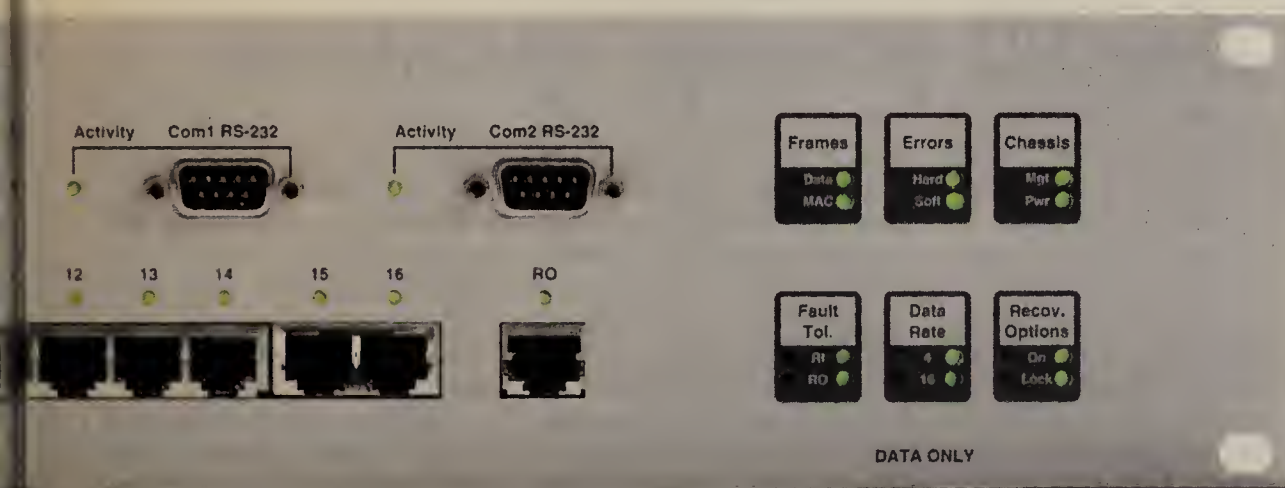 Activity Com1 RS-232
Activity Com2 RS-232
12 13 14 15 16 RO
Frames
Data
MAC
Errors
Hard
Soft
Chassis
Mgt
Pwr
Fault
Tol.
RI
RO
Data
Rate
4
16
Recov.
Options
On
Lock
DATA ONLY